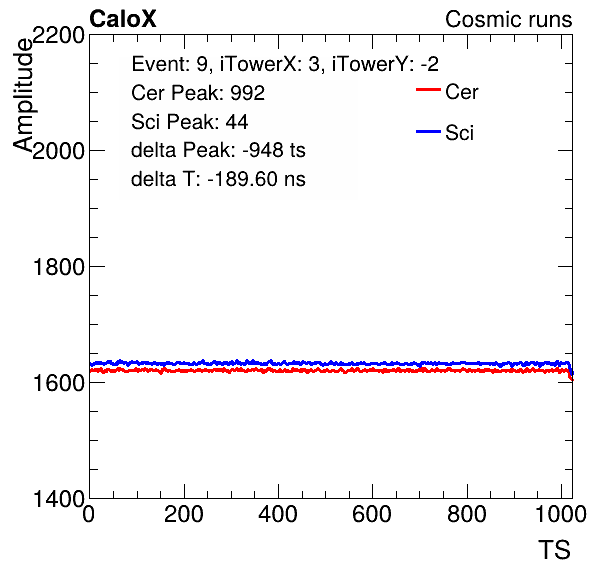 CaloX Cosmic runs
Amplitude
2200
2000
1800
1600
1400
Event: 9, iTowerX: 3, iTowerY: -2
Cer Peak: 992
Sci Peak: 44
delta Peak: -948 ts
delta T: -189.60 ns
Cer
Sci
0 200 400 600 800 1000
TS